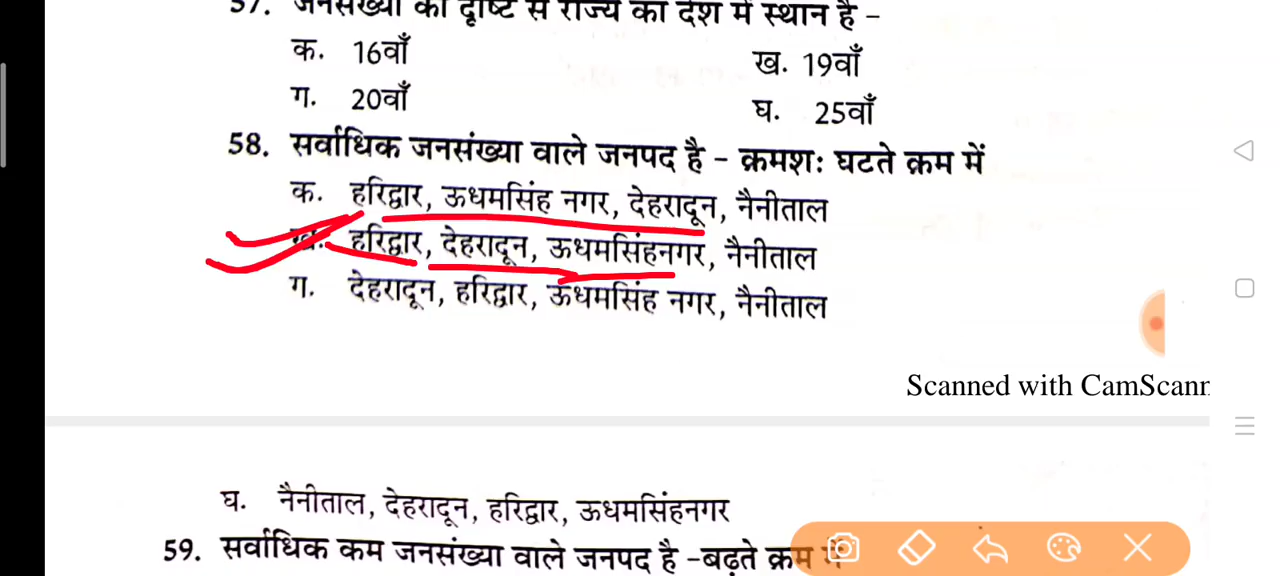 57. जनसंख्या की दृष्टि से राज्य का देश में स्थान है –
क. 16वाँ
ख. 19वाँ
ग. 20वाँ
घ. 25वाँ
58. सर्वाधिक जनसंख्या वाले जनपद है – क्रमशः घटते क्रम में
क. हरिद्वार, ऊधमसिंह नगर, देहरादून, नैनीताल
ख. हरिद्वार, देहरादून, ऊधमसिंहनगर, नैनीताल
ग. देहरादून, हरिद्वार, ऊधमसिंह नगर, नैनीताल
Scanned with CamScann
घ. नैनीताल, देहरादून, हरिद्वार, ऊधमसिंहनगर
59. सर्वाधिक कम जनसंख्या वाले जनपद है –बढ़ते क्रम में